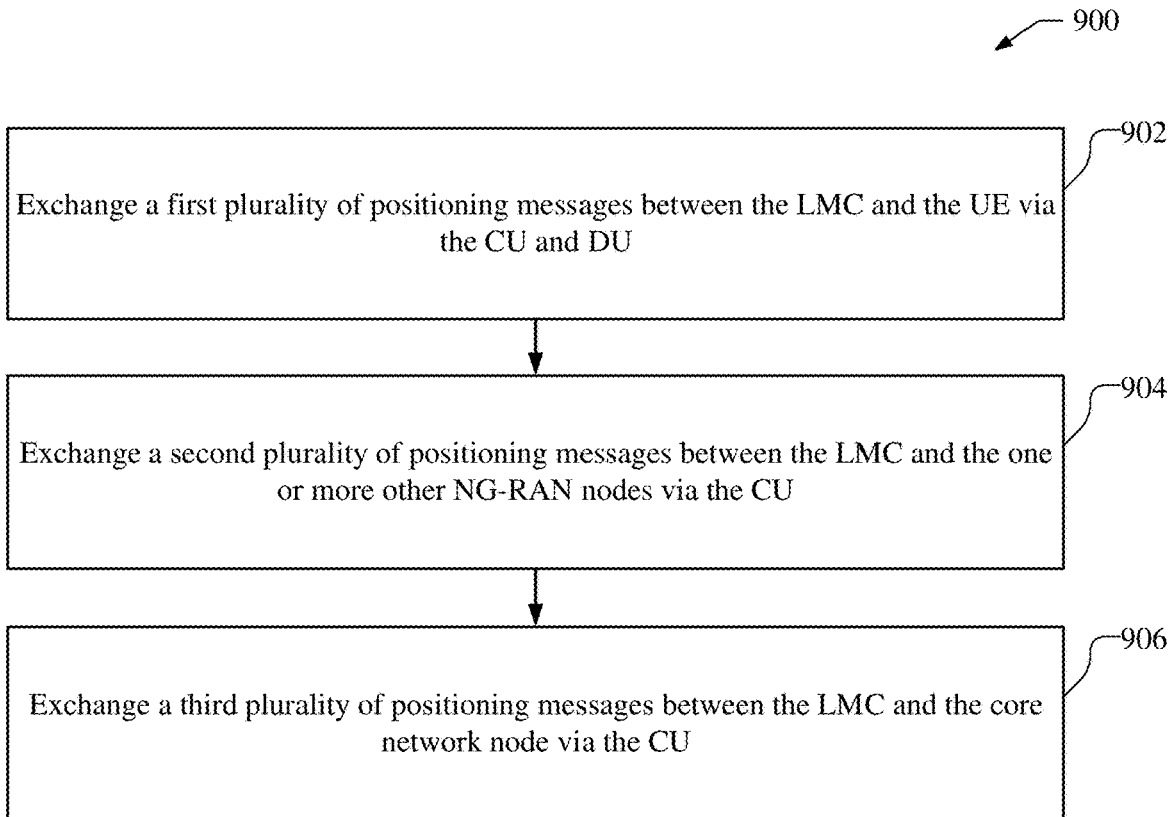 900
902
Exchange a first plurality of positioning messages between the LMC and the UE via
the CU and DU
904
Exchange a second plurality of positioning messages between the LMC and the one
or more other NG-RAN nodes via the CU
906
Exchange a third plurality of positioning messages between the LMC and the core
network node via the CU